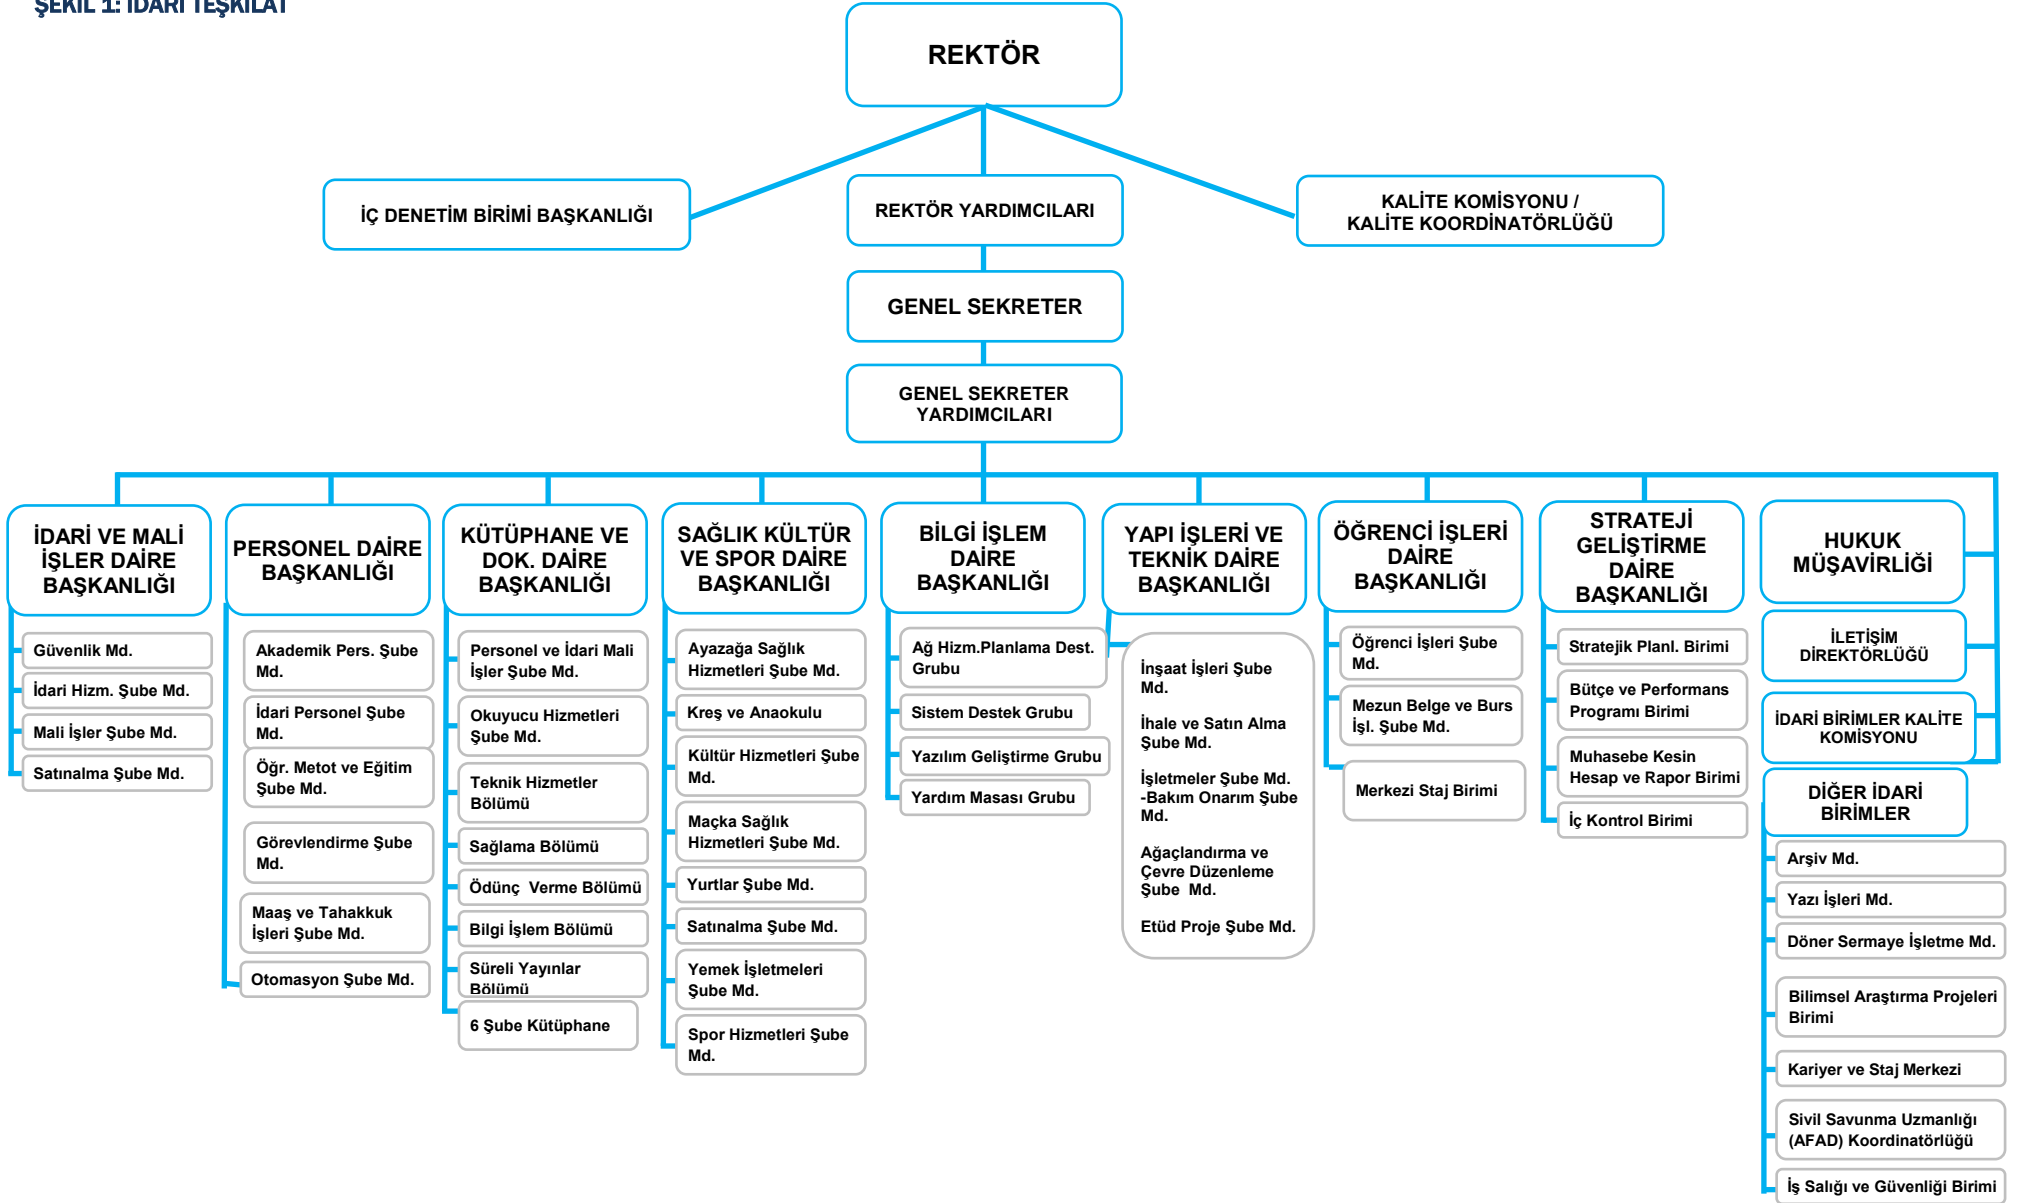 ŞEKİL 1: İDARİ TEŞKİLAT
REKTÖR
İÇ DENETİM BİRİMİ BAŞKANLIĞI
REKTÖR YARDIMCILARI
KALİTE KOMİSYONU /
KALİTE KOORDİNATÖRLÜĞÜ
GENEL SEKRETER
GENEL SEKRETER
YARDIMCILARI
İDARİ VE MALİ
İŞLER DAİRE
BAŞKANLIĞI
Güvenlik Md.
İdari Hizm. Şube Md.
Mali İşler Şube Md.
Satınalma Şube Md.
PERSONEL DAİRE
BAŞKANLIĞI
Akademik Pers. Şube
Md.
İdari Personel Şube
Md.
Öğr. Metot ve Eğitim
Şube Md.
Görevlendirme Şube
Md.
Maaş ve Tahakkuk
İşleri Şube Md.
Otomasyon Şube Md.
KÜTÜPHANE VE
DOK. DAİRE
BAŞKANLIĞI
Personel ve İdari Mali
İşler Şube Md.
Okuyucu Hizmetleri
Şube Md.
Teknik Hizmetler
Bölümü
Sağlama Bölümü
Ödünç Verme Bölümü
Bilgi İşlem Bölümü
Süreli Yayınlar
Bölümü
6 Şube Kütüphane
SAĞLIK KÜLTÜR
VE SPOR DAİRE
BAŞKANLIĞI
Ayazağa Sağlık
Hizmetleri Şube Md.
Kreş ve Anaokulu
Kültür Hizmetleri Şube
Md.
Maçka Sağlık
Hizmetleri Şube Md.
Yurtlar Şube Md.
Satınalma Şube Md.
Yemek İşletmeleri
Şube Md.
Spor Hizmetleri Şube
Md.
BİLGİ İŞLEM
DAİRE
BAŞKANLIĞI
Ağ Hizm.Planlama Dest.
Grubu
Sistem Destek Grubu
Yazılım Geliştirme Grubu
Yardım Masası Grubu
YAPI İŞLERİ VE
TEKNİK DAİRE
BAŞKANLIĞI
İnşaat İşleri Şube
Md.
İhale ve Satın Alma
Şube Md.
İşletmeler Şube Md.
-Bakım Onarım Şube
Md.
Ağaçlandırma ve
Çevre Düzenleme
Şube Md.
Etüd Proje Şube Md.
ÖĞRENCİ İŞLERİ
DAİRE
BAŞKANLIĞI
Öğrenci İşleri Şube
Md.
Mezun Belge ve Burs
İşl. Şube Md.
Merkezi Staj Birimi
STRATEJİ
GELİŞTİRME
DAİRE
BAŞKANLIĞI
Stratejik Planl. Birimi
Bütçe ve Performans
Programı Birimi
Muhasebe Kesin
Hesap ve Rapor Birimi
İç Kontrol Birimi
HUKUK
MÜŞAVİRLİĞİ
İLETİŞİM
DİREKTÖRLÜĞÜ
İDARİ BİRİMLER KALİTE
KOMİSYONU
DİĞER İDARİ
BİRİMLER
Arşiv Md.
Yazı İşleri Md.
Döner Sermaye İşletme Md.
Bilimsel Araştırma Projeleri
Birimi
Kariyer ve Staj Merkezi
Sivil Savunma Uzmanlığı
(AFAD) Koordinatörlüğü
İş Salığı ve Güvenliği Birimi